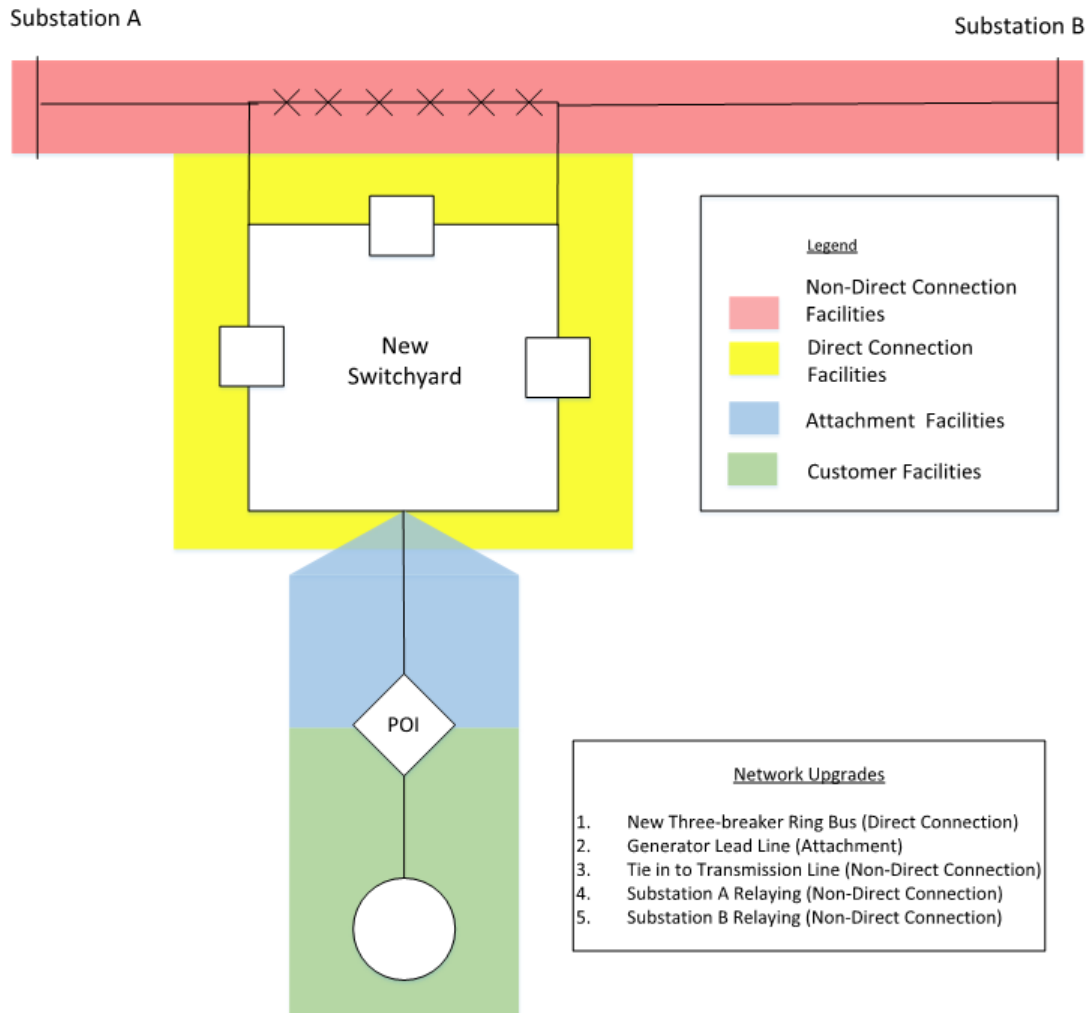 Substation A
Substation B
New
Switchyard
Legend
Non-Direct Connection
Facilities
Direct Connection
Facilities
Attachment Facilities
Customer Facilities
POI
Network Upgrades
1. New Three-breaker Ring Bus (Direct Connection)
2. Generator Lead Line (Attachment)
3. Tie in to Transmission Line (Non-Direct Connection)
4. Substation A Relaying (Non-Direct Connection)
5. Substation B Relaying (Non-Direct Connection)